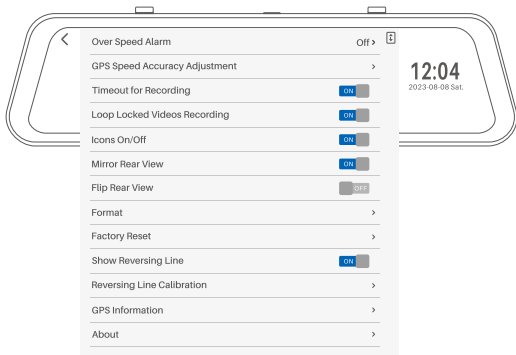 Over Speed Alarm Off
GPS Speed Accuracy Adjustment
Timeout for Recording ON
Loop Locked Videos Recording ON
Icons On/Off ON
Mirror Rear View ON
Flip Rear View OFF
Format
Factory Reset
Show Reversing Line ON
Reversing Line Calibration
GPS Information
About
12:04
2023-08-08 Sat.